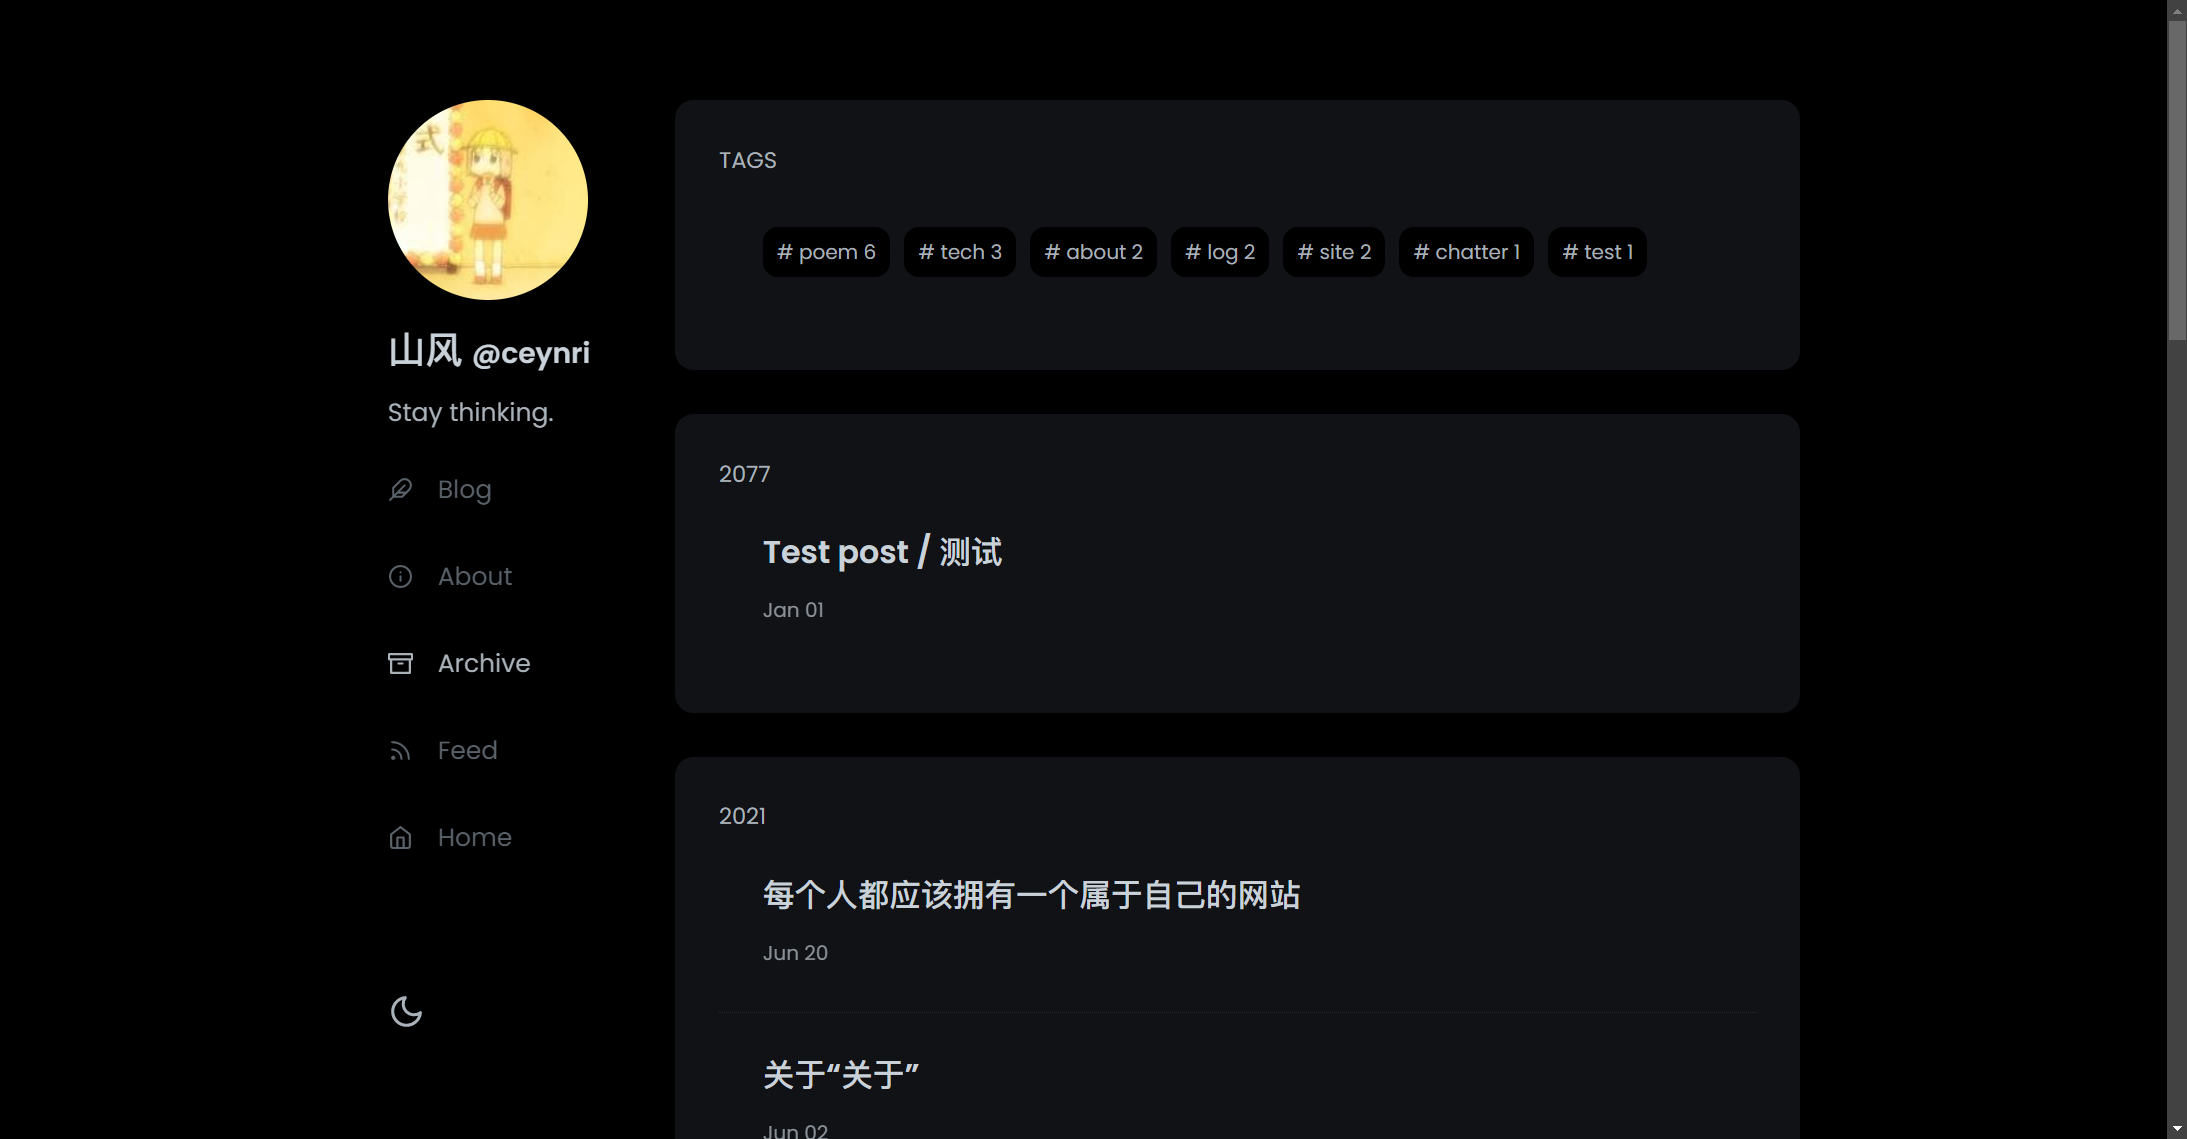 式
山风 @ceynri
Stay thinking.
Blog
About
Archive
Feed
Home
TAGS
# poem 6
# tech 3
# about 2
# log 2
# site 2
# chatter 1
# test 1
2077
Test post / 测试
Jan 01
2021
每个人都应该拥有一个属于自己的网站
Jun 20
关于“关于”
Jun 02